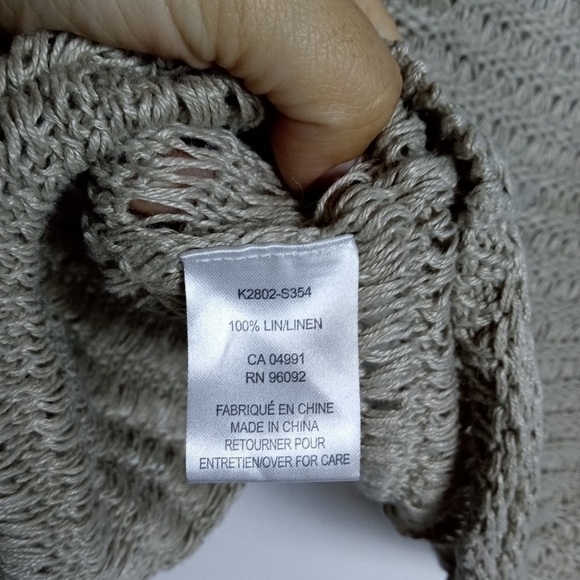 K2802-S354
100% LIN/LINEN
CA 04991
RN 96092
FABRIQUÉ EN CHINE
MADE IN CHINA
RETOURNER POUR
ENTRETIEN/OVER FOR CARE